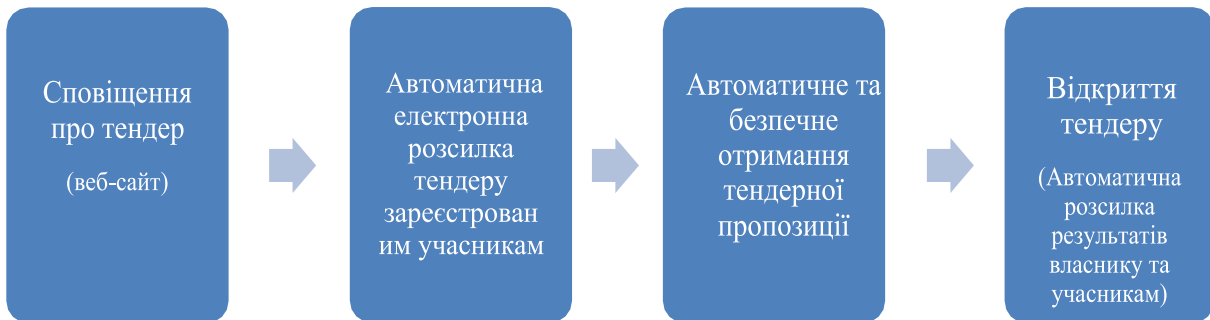 Сповіщення
про тендер
(веб-сайт)
Автоматична
електронна
розсилка
тендеру
зареєстрован
им учасникам
Автоматичне та
безпечне
отримання
тендерної
пропозиції
Відкриття
тендеру
(Автоматична
розсилка
результатів
власнику та
учасникам)